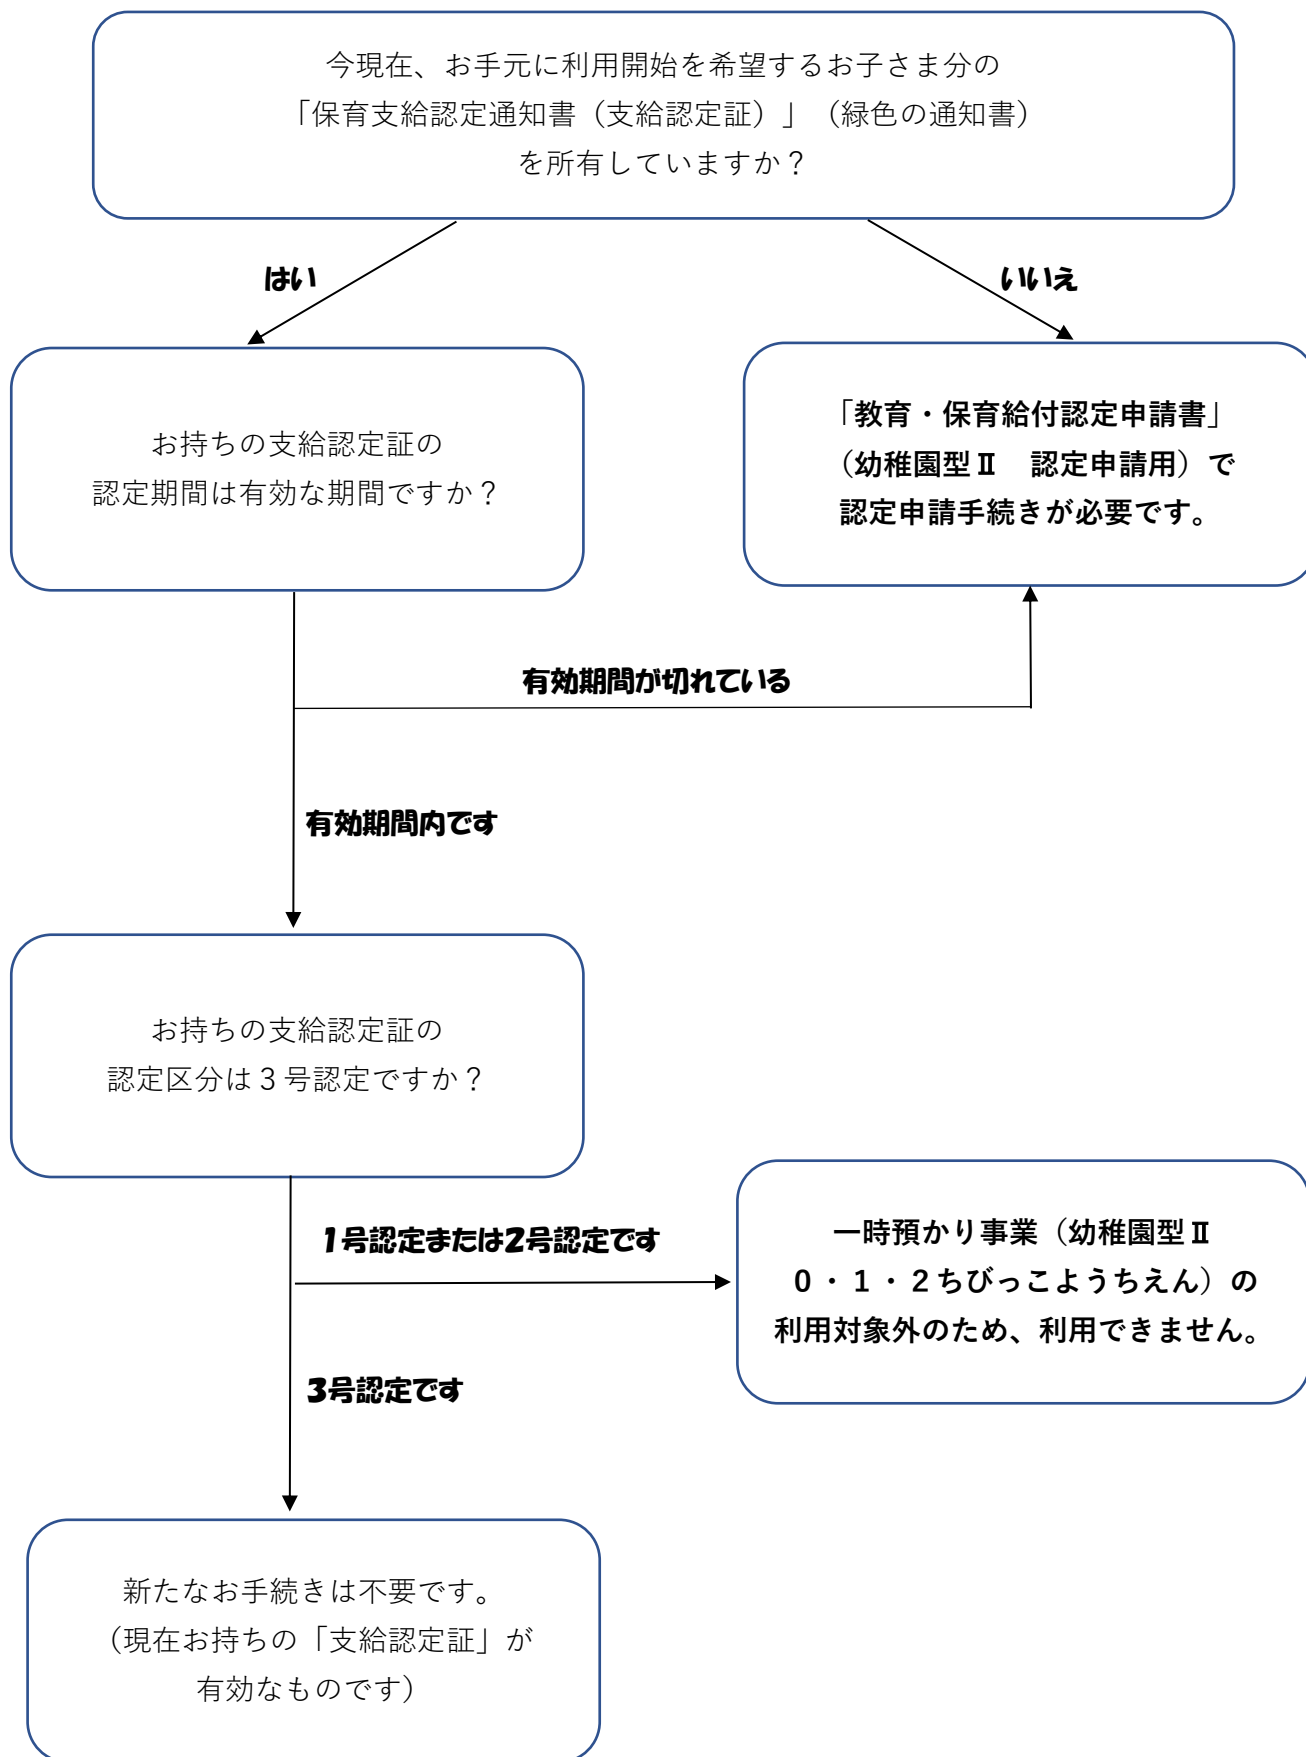 今現在、お手元に利用開始を希望するお子さま分の
「保育支給認定通知書（支給認定証）」（緑色の通知書）
を所有していますか？
はい
いいえ
お持ちの支給認定証の
認定期間は有効な期間ですか？
「教育・保育給付認定申請書」
（幼稚園型Ⅱ　認定申請用）で
認定申請手続きが必要です。
有効期間が切れている
有効期間内です
お持ちの支給認定証の
認定区分は３号認定ですか？
1号認定または2号認定です
一時預かり事業（幼稚園型Ⅱ
０・１・２ちびっこようちえん）の
利用対象外のため、利用できません。
3号認定です
新たなお手続きは不要です。
（現在お持ちの「支給認定証」が
有効なものです）